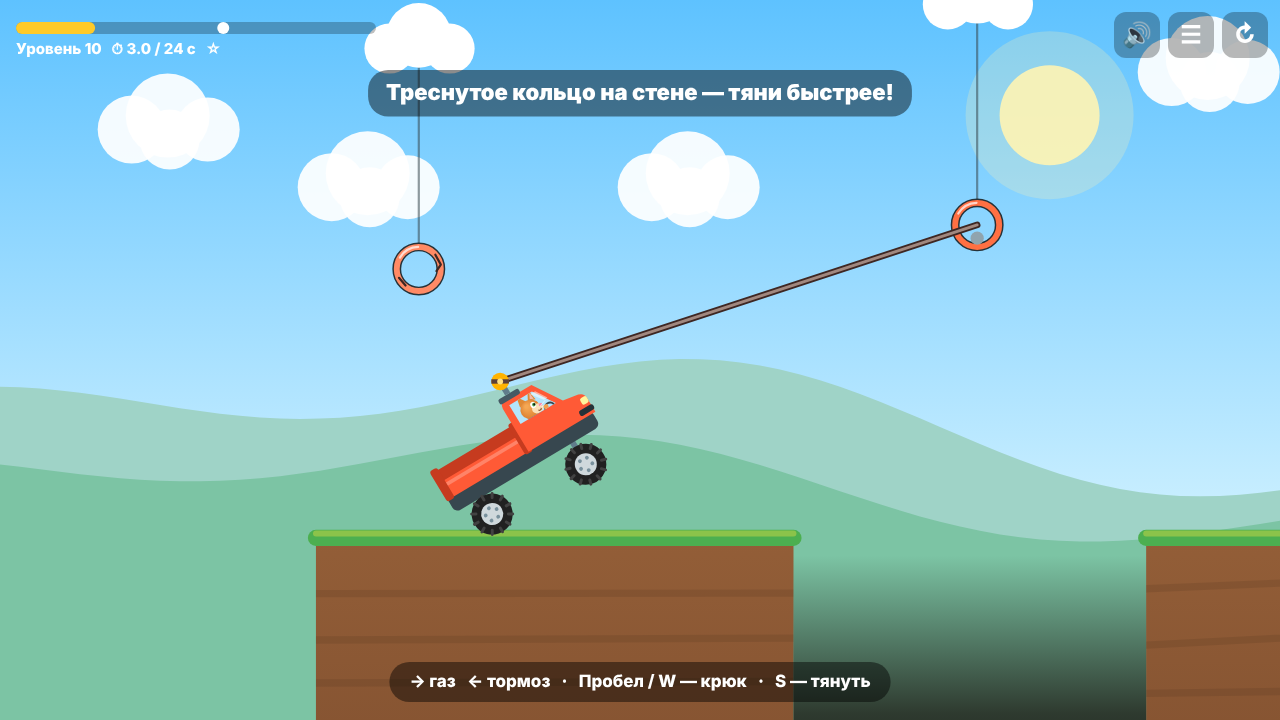 Уровень 10 ⏱ 3.0 / 24 с ☆
Треснутое кольцо на стене — тяни быстрее!
→ газ ← тормоз · Пробел / W — крюк · S — тянуть